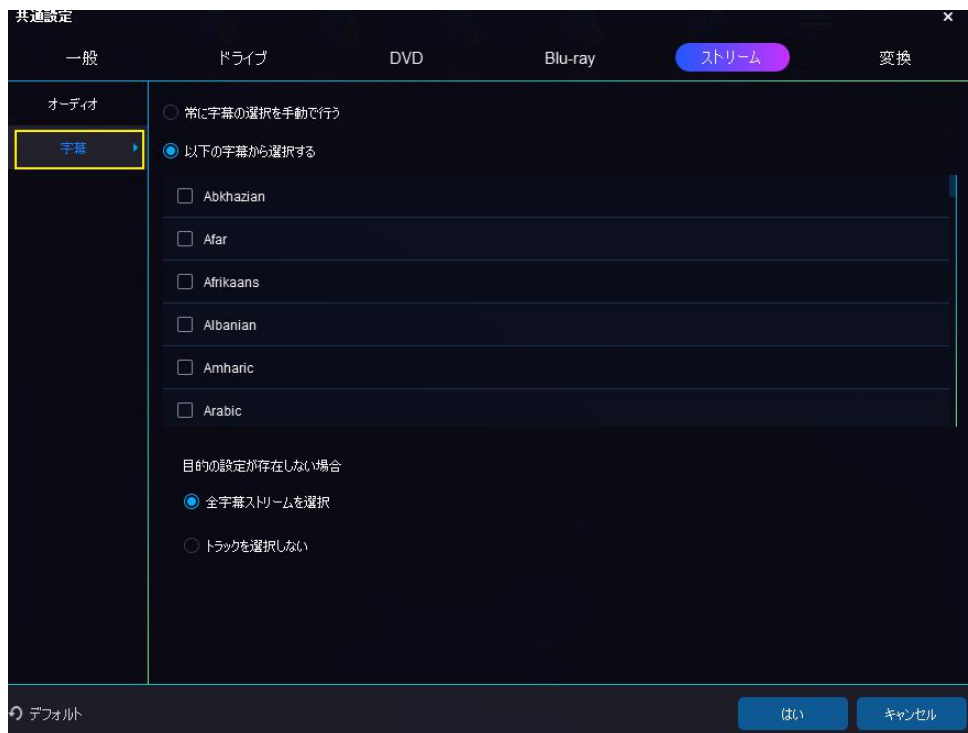 共通設定
×
一般 ドライブ DVD Blu-ray ストリーム 変換
オーディオ
字幕
常に字幕の選択を手動で行う
以下の字幕から選択する
Abkhazian
Afar
Afrikaans
Albanian
Amharic
Arabic
目的の設定が存在しない場合
全字幕ストリームを選択
トラックを選択しない
デフォルト はい キャンセル